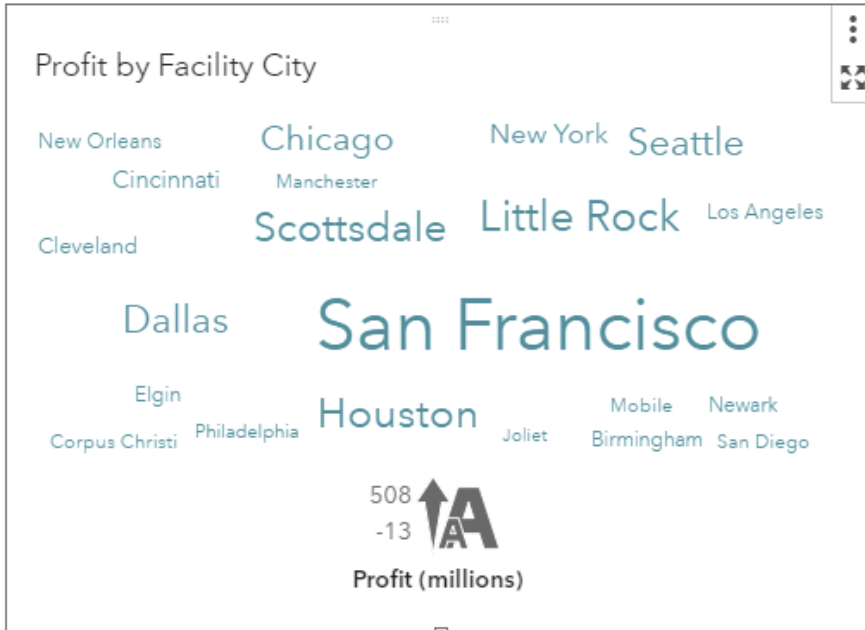 Profit by Facility City
New Orleans Chicago New York Seattle
Cincinnati Manchester
Scottsdale Little Rock Los Angeles
Cleveland
Dallas San Francisco
Elgin Houston Mobile Newark
Corpus Christi Philadelphia Joliet Birmingham San Diego
508
-13
A A
Profit (millions)